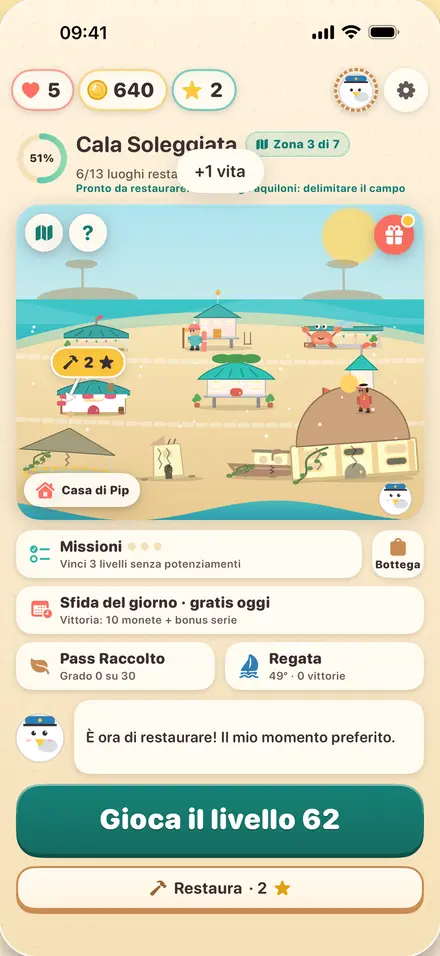 09:41
5
640
2
51%
Cala Soleggiata
Zona 3 di 7
6/13 luoghi resta
+1 vita
Pronto da restaurare: aquiloni: delimitare il campo
?
2
Casa di Pip
Missioni
Vinci 3 livelli senza potenziamenti
Bottega
Sfida del giorno · gratis oggi
Vittoria: 10 monete + bonus serie
Pass Raccolto
Grado 0 su 30
Regata
49° · 0 vittorie
È ora di restaurare! Il mio momento preferito.
Gioca il livello 62
Restaura · 2